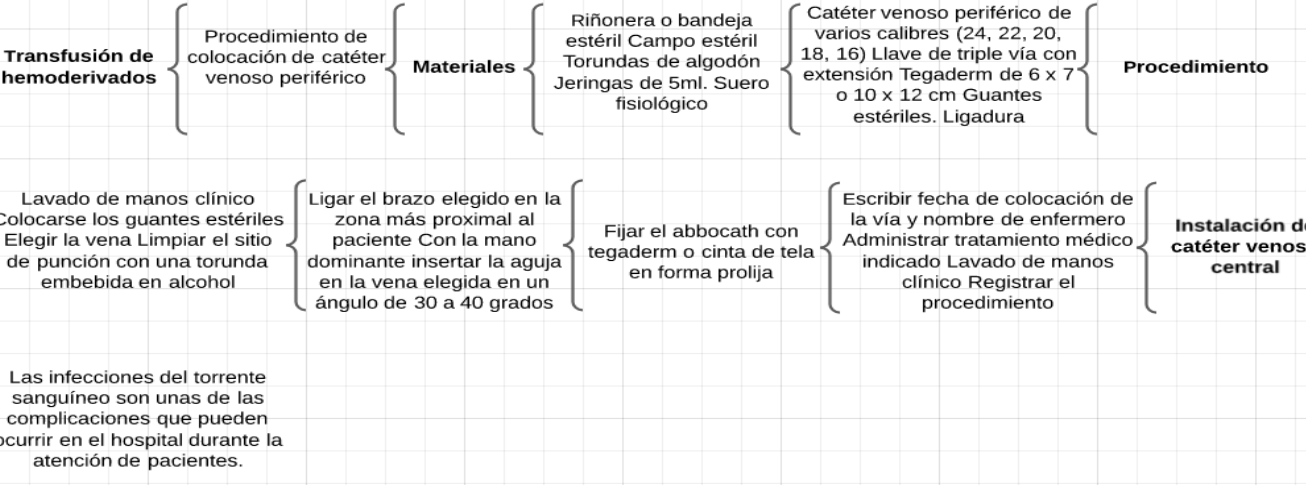 Transfusión de
hemoderivados
Procedimiento de
colocación de catéter
venoso periférico
Materiales
Riñonera o bandeja
estéril Campo estéril
Torundas de algodón
Jeringas de 5ml. Suero
fisiológico
Catéter venoso periférico de
varios calibres (24, 22, 20,
18, 16) Llave de triple vía con
extensión Tegaderm de 6 x 7
o 10 x 12 cm Guantes
estériles. Ligadura
Procedimiento
Lavado de manos clínico
Colocarse los guantes estériles
Elegir la vena Limpiar el sitio
de punción con una torunda
embebida en alcohol
Ligar el brazo elegido en la
zona más proximal al
paciente Con la mano
dominante insertar la aguja
en la vena elegida en un
ángulo de 30 a 40 grados
Fijar el abbocath con
tegaderm o cinta de tela
en forma prolija
Escribir fecha de colocación de
la vía y nombre de enfermero
Administrar tratamiento médico
indicado Lavado de manos
clínico Registrar el
procedimiento
Instalación de
catéter venos
central
Las infecciones del torrente
sanguíneo son unas de las
complicaciones que pueden
ocurrir en el hospital durante la
atención de pacientes.